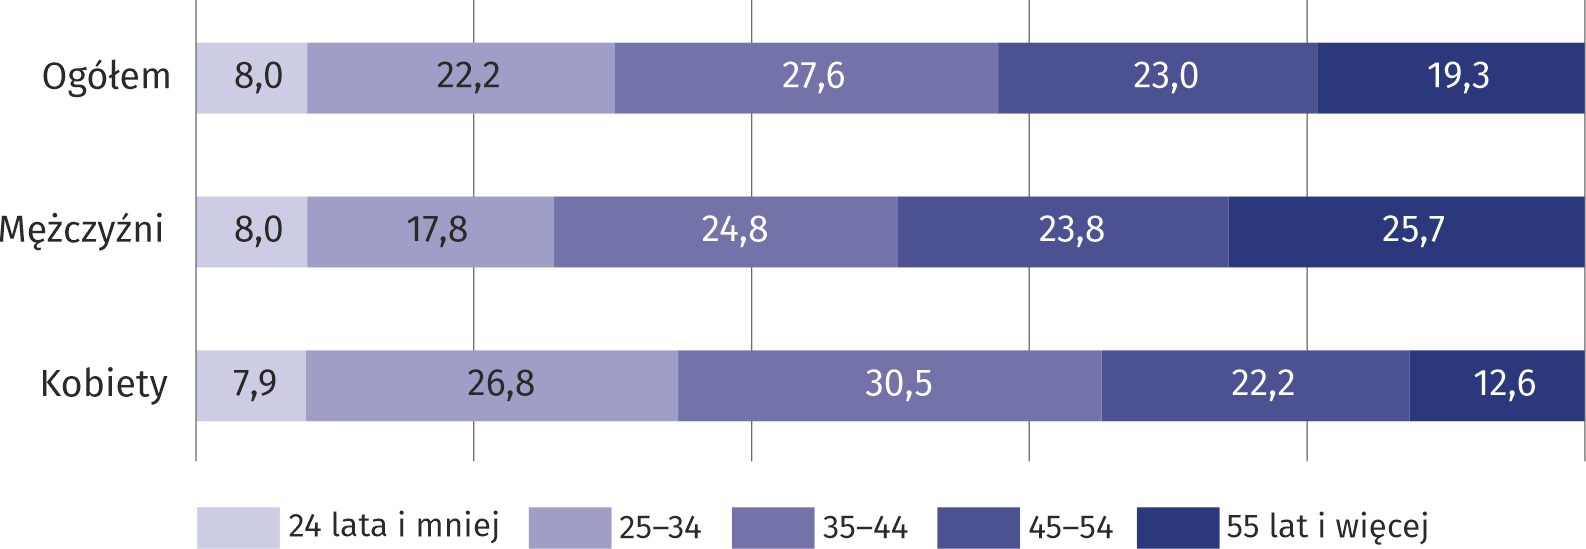 Ogółem 8,0 22,2 27,6 23,0 19,3
Mężczyźni 8,0 17,8 24,8 23,8 25,7
Kobiety 7,9 26,8 30,5 22,2 12,6
24 lata i mniej 25–34 35–44 45–54 55 lat i więcej